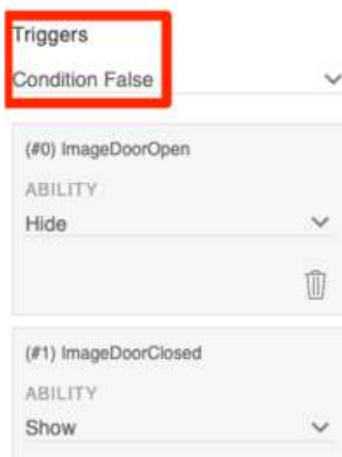 Triggers
Condition False
(#0) ImageDoorOpen
ABILITY
Hide
(#1) ImageDoorClosed
ABILITY
Show